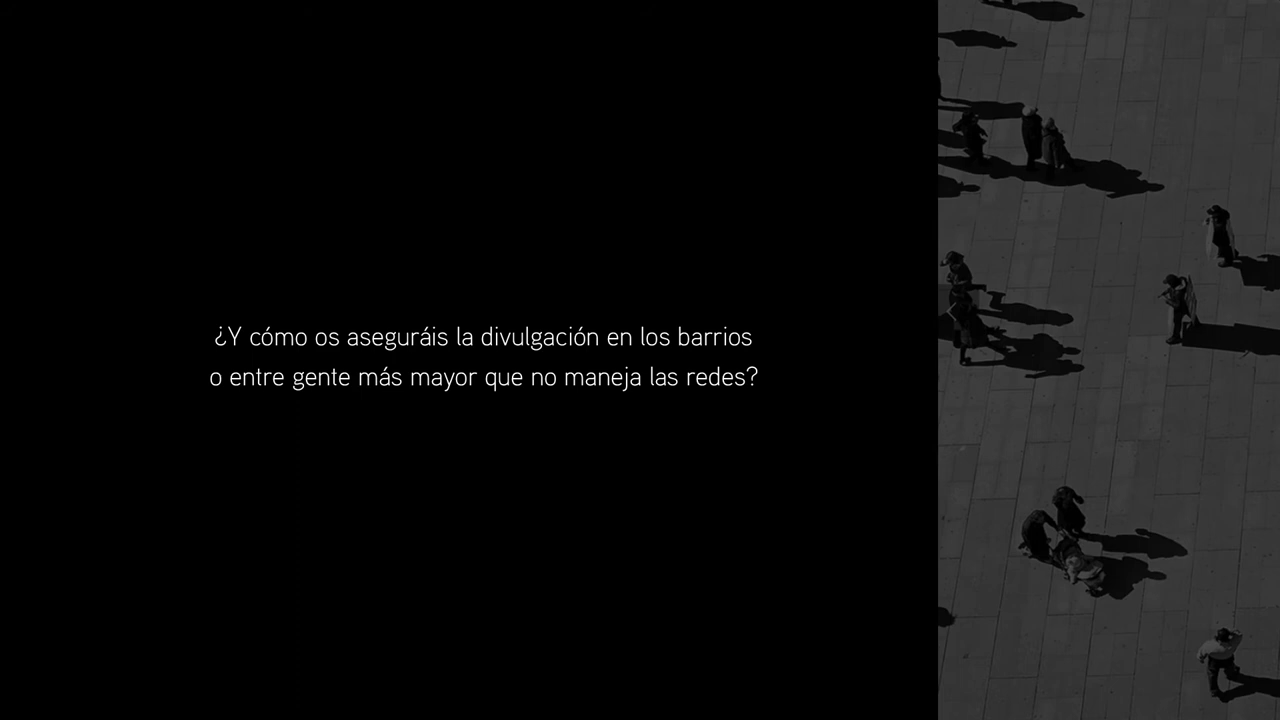 ¿Y cómo os aseguráis la divulgación en los barrios
o entre gente más mayor que no maneja las redes?